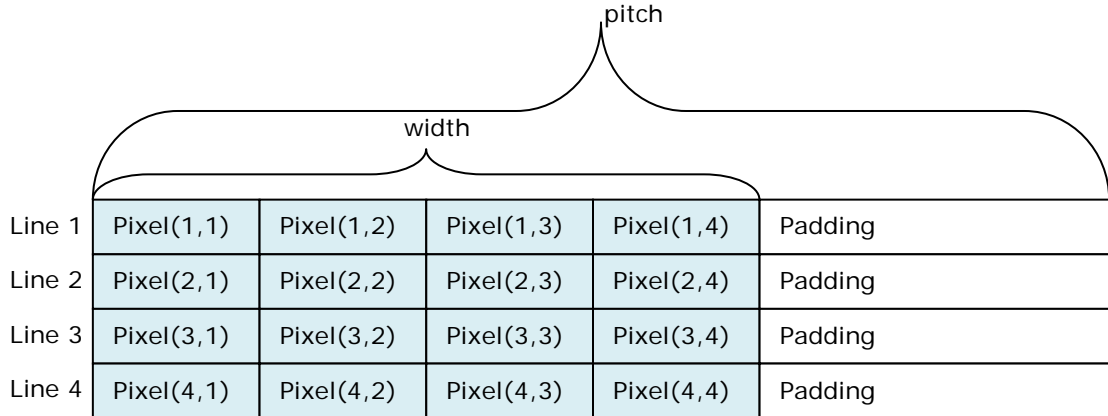 pitch
width
Line 1 Pixel(1,1) Pixel(1,2) Pixel(1,3) Pixel(1,4) Padding
Line 2 Pixel(2,1) Pixel(2,2) Pixel(2,3) Pixel(2,4) Padding
Line 3 Pixel(3,1) Pixel(3,2) Pixel(3,3) Pixel(3,4) Padding
Line 4 Pixel(4,1) Pixel(4,2) Pixel(4,3) Pixel(4,4) Padding